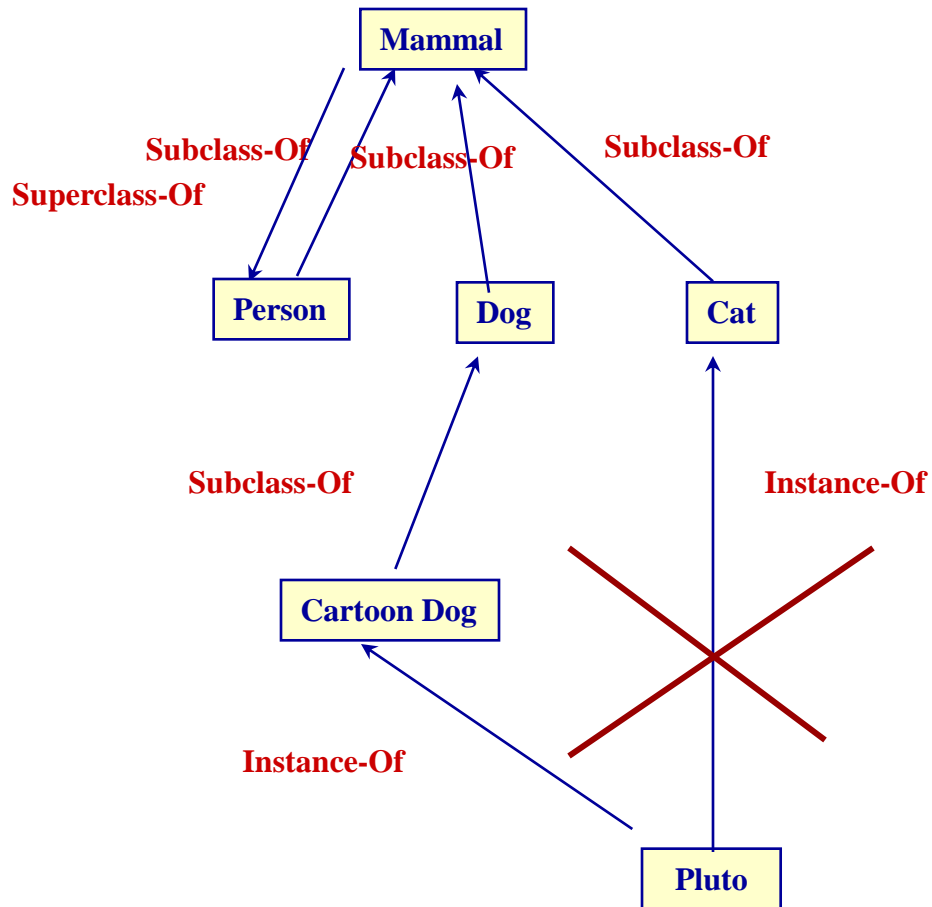 Mammal
Subclass-Of
Subclass-Of
Subclass-Of
Superclass-Of
Person
Dog
Cat
Subclass-Of
Instance-Of
Cartoon Dog
Instance-Of
Pluto